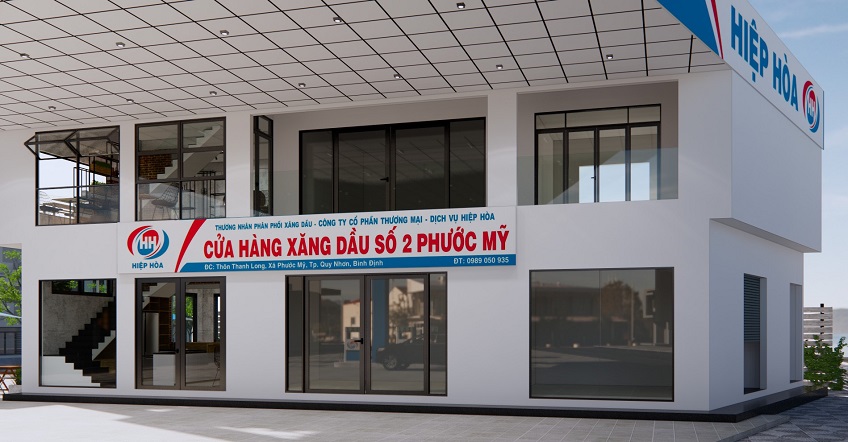 HIỆP HÒA
HH
THƯƠNG NHÂN PHÂN PHỐI XĂNG DẦU - CÔNG TY CỔ PHẦN THƯƠNG MẠI - DỊCH VỤ HIỆP HÒA
CỬA HÀNG XĂNG DẦU SỐ 2 PHƯỚC MỸ
HH
HIỆP HÒA
ĐC: Thôn Thanh Long, Xã Phước Mỹ, Tp. Quy Nhơn, Bình Định
ĐT: 0989 050 935